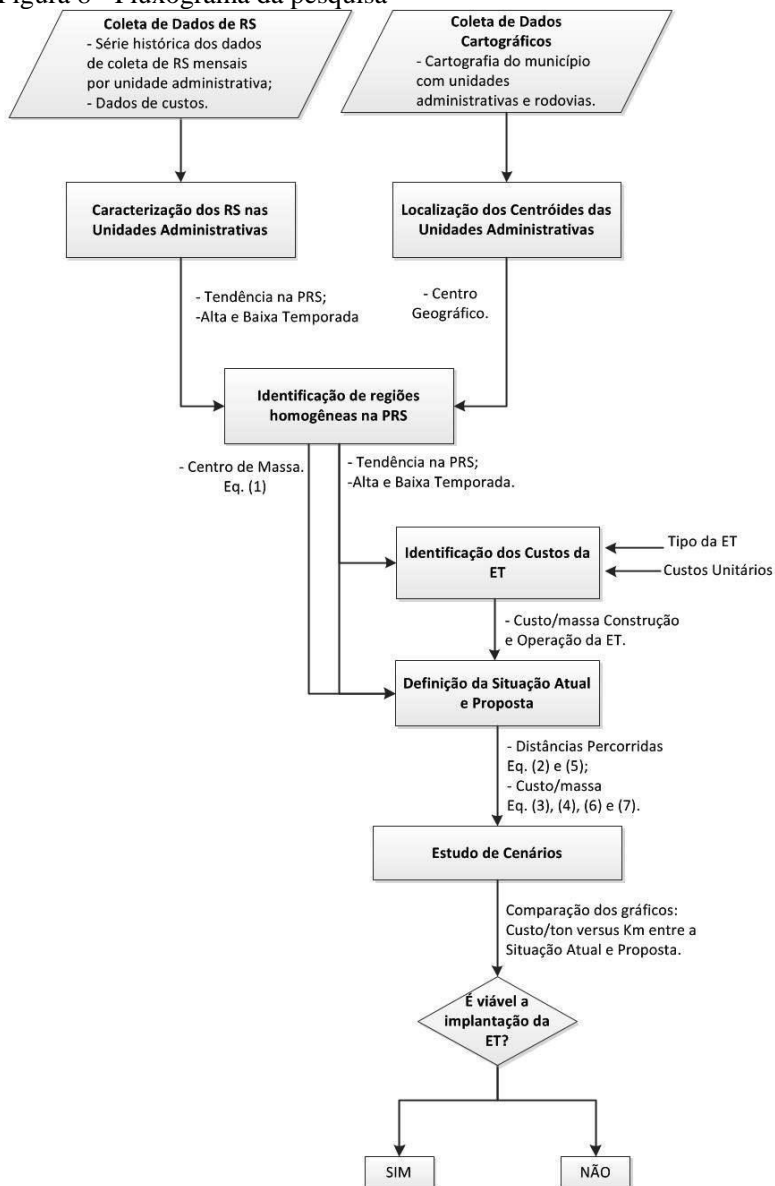 Figura 8 - Fluxograma da pesquisa
Coleta de Dados de RS
- Série histórica dos dados
de coleta de RS mensais
por unidade administrativa;
- Dados de custos.
Coleta de Dados
Cartográficos
- Cartografia do município
com unidades
administrativas e rodovias.
Caracterização dos RS nas
Unidades Administrativas
Localização dos Centróides das
Unidades Administrativas
- Tendência na PRS;
-Alta e Baixa Temporada
- Centro
Geográfico.
Identificação de regiões
homogêneas na PRS
- Centro de Massa.
Eq. (1)
- Tendência na PRS;
-Alta e Baixa Temporada.
Identificação dos Custos da
ET
Tipo da ET
Custos Unitários
- Custo/massa Construção
e Operação da ET.
Definição da Situação Atual
e Proposta
- Distâncias Percorridas
Eq. (2) e (5);
- Custo/massa
Eq. (3), (4), (6) e (7).
Estudo de Cenários
Comparação dos gráficos:
Custo/ton versus Km entre a
Situação Atual e Proposta.
É viável a
implantação da
ET?
SIM
NÃO